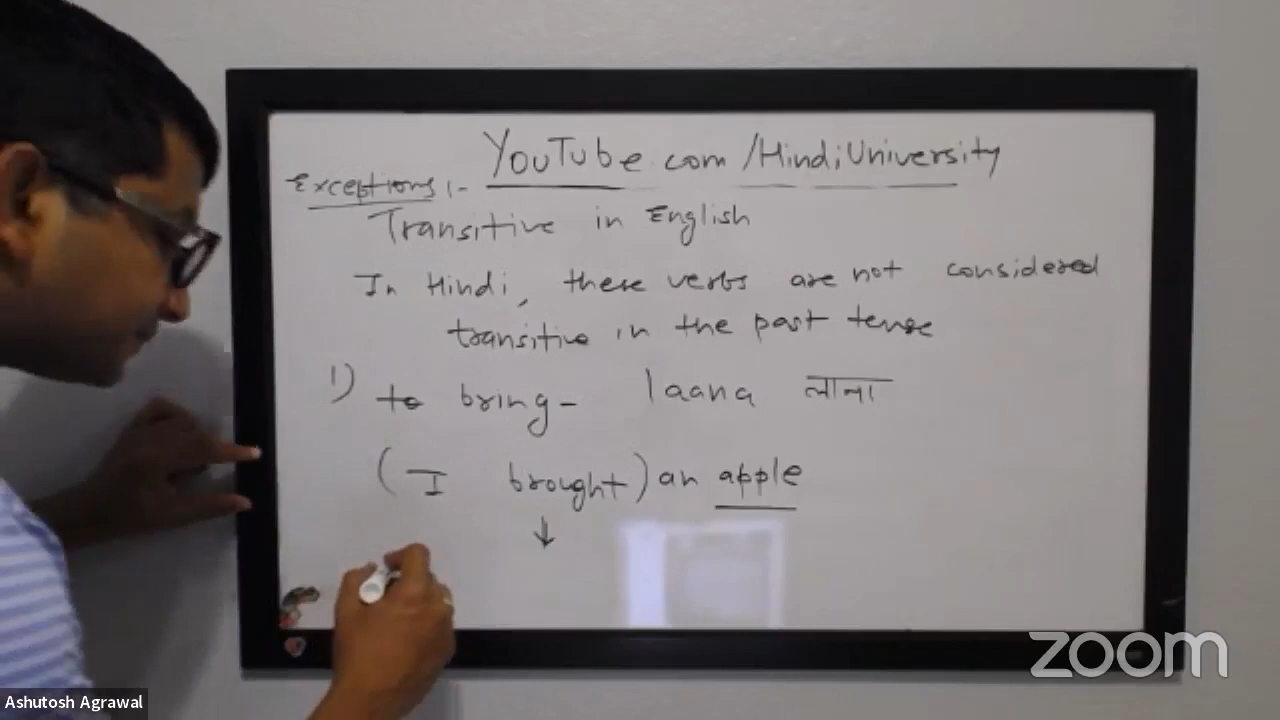 YouTube.com/HindiUniversity
Exceptions:-
Transitive in English
In Hindi, these verbs are not considered
transitive in the past tense
1) to bring - laana लाना
(I brought) an apple
↓
zoom
Ashutosh Agrawal